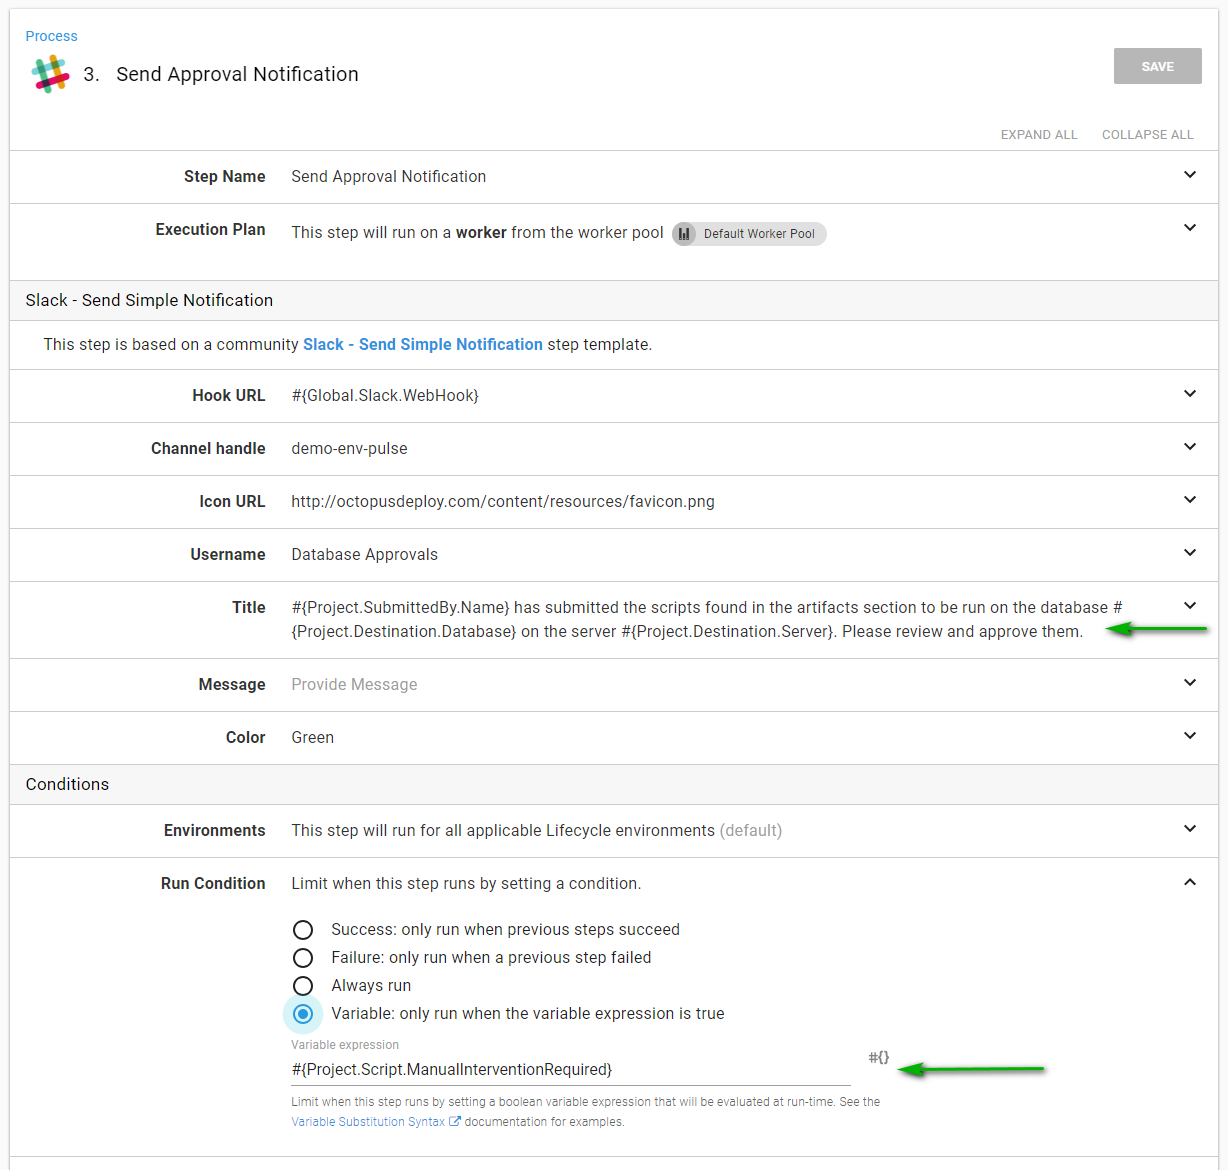 Process
3. Send Approval Notification
SAVE
EXPAND ALL COLLAPSE ALL
Step Name Send Approval Notification
Execution Plan This step will run on a worker from the worker pool Default Worker Pool
Slack - Send Simple Notification
This step is based on a community Slack - Send Simple Notification step template.
Hook URL #{Global.Slack.WebHook}
Channel handle demo-env-pulse
Icon URL http://octopusdeploy.com/content/resources/favicon.png
Username Database Approvals
Title #{Project.SubmittedBy.Name} has submitted the scripts found in the artifacts section to be run on the database #
{Project.Destination.Database} on the server #{Project.Destination.Server}. Please review and approve them.
Message Provide Message
Color Green
Conditions
Environments This step will run for all applicable Lifecycle environments (default)
Run Condition Limit when this step runs by setting a condition.
Success: only run when previous steps succeed
Failure: only run when a previous step failed
Always run
Variable: only run when the variable expression is true
Variable expression
#{Project.Script.ManualInterventionRequired} #{}
Limit when this step runs by setting a boolean variable expression that will be evaluated at run-time. See the
Variable Substitution Syntax documentation for examples.